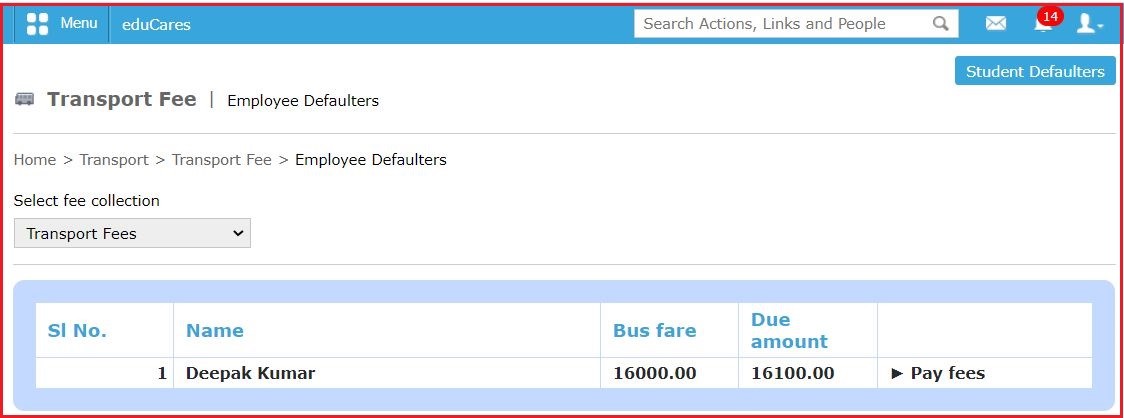 Menu eduCares Search Actions, Links and People 14
Student Defaulters
Transport Fee | Employee Defaulters
Home > Transport > Transport Fee > Employee Defaulters
Select fee collection
Transport Fees
Sl No. Name Bus fare Due amount
1 Deepak Kumar 16000.00 16100.00 ► Pay fees